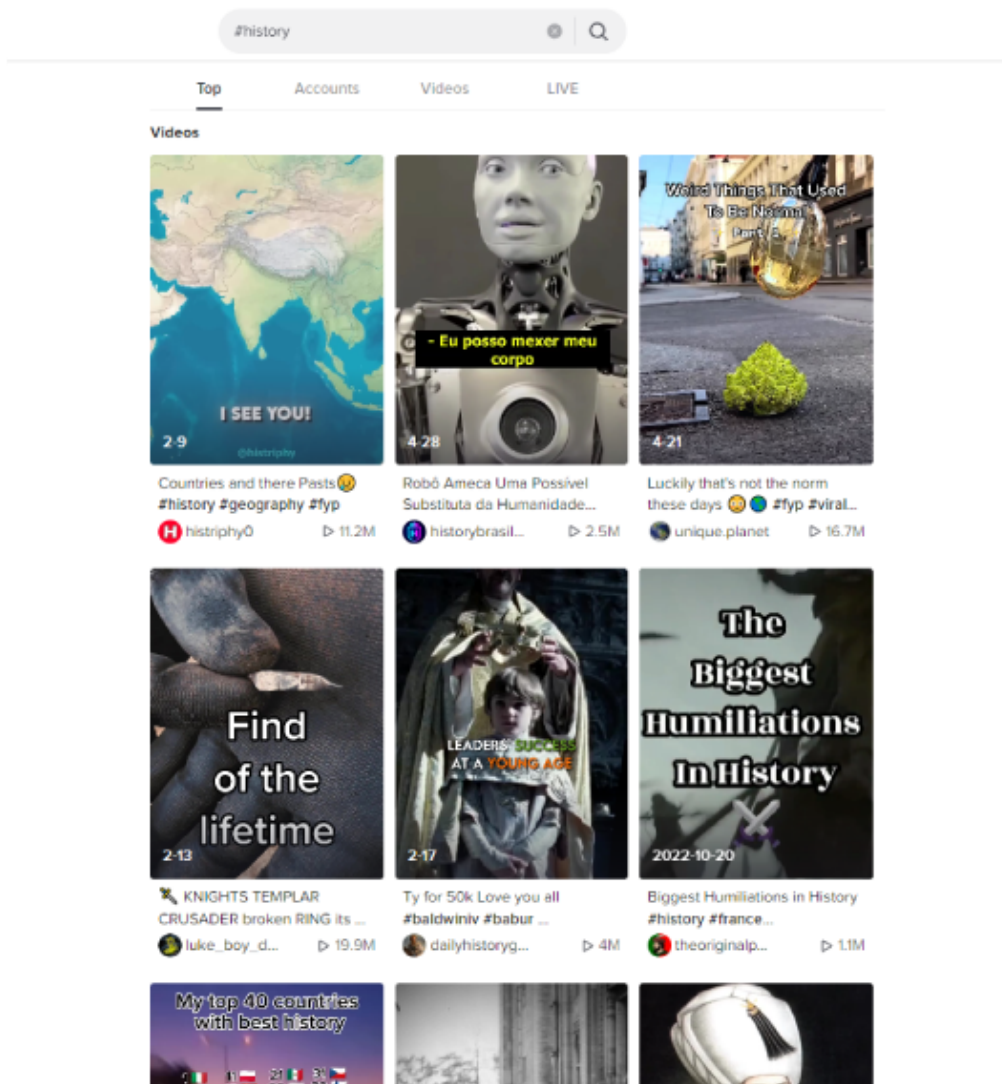 #history
Top
Accounts
Videos
LIVE
Videos
I SEE YOU!
2-9
@histriphy
Countries and there Pasts😥
#history #geography #fyp
H histriphy0
11.2M
- Eu posso mexer meu
corpo
4-28
Robô Ameca Uma Possível
Substituta da Humanidade...
historybrasil...
2.5M
Weird Things That Used
To Be Normal
Part
4-21
Luckily that's not the norm
these days 😳 🌍 #fyp #viral...
unique.planet
16.7M
Find
of the
lifetime
2-13
🗡️ KNIGHTS TEMPLAR
CRUSADER broken RING its ...
luke_boy_d...
19.9M
LEADERS' SUCCESS
AT A YOUNG AGE
2-17
Ty for 50k Love you all
#baldwiniv #babur ...
dailyhistoryg...
4M
The
Biggest
Humiliations
In History
2022-10-20
Biggest Humiliations in History
#history #france...
theoriginalp...
1.1M
My top 40 countries
with best history